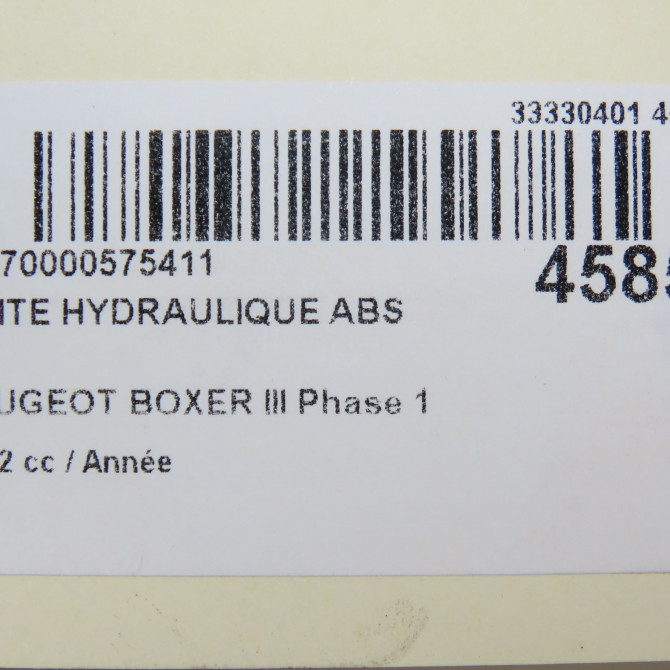 33330401 4
70000575411
4585
ITE HYDRAULIQUE ABS
UGEOT BOXER III Phase 1
2 cc / Année